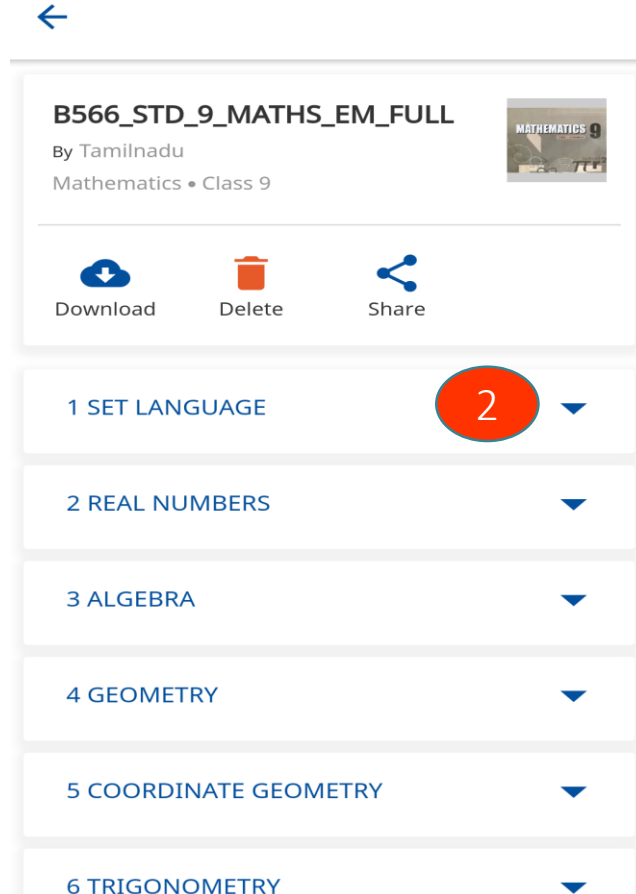 B566_STD_9_MATHS_EM_FULL
By Tamilnadu
Mathematics • Class 9
MATHEMATICS 9
Download
Delete
Share
1 SET LANGUAGE
2
2 REAL NUMBERS
3 ALGEBRA
4 GEOMETRY
5 COORDINATE GEOMETRY
6 TRIGONOMETRY